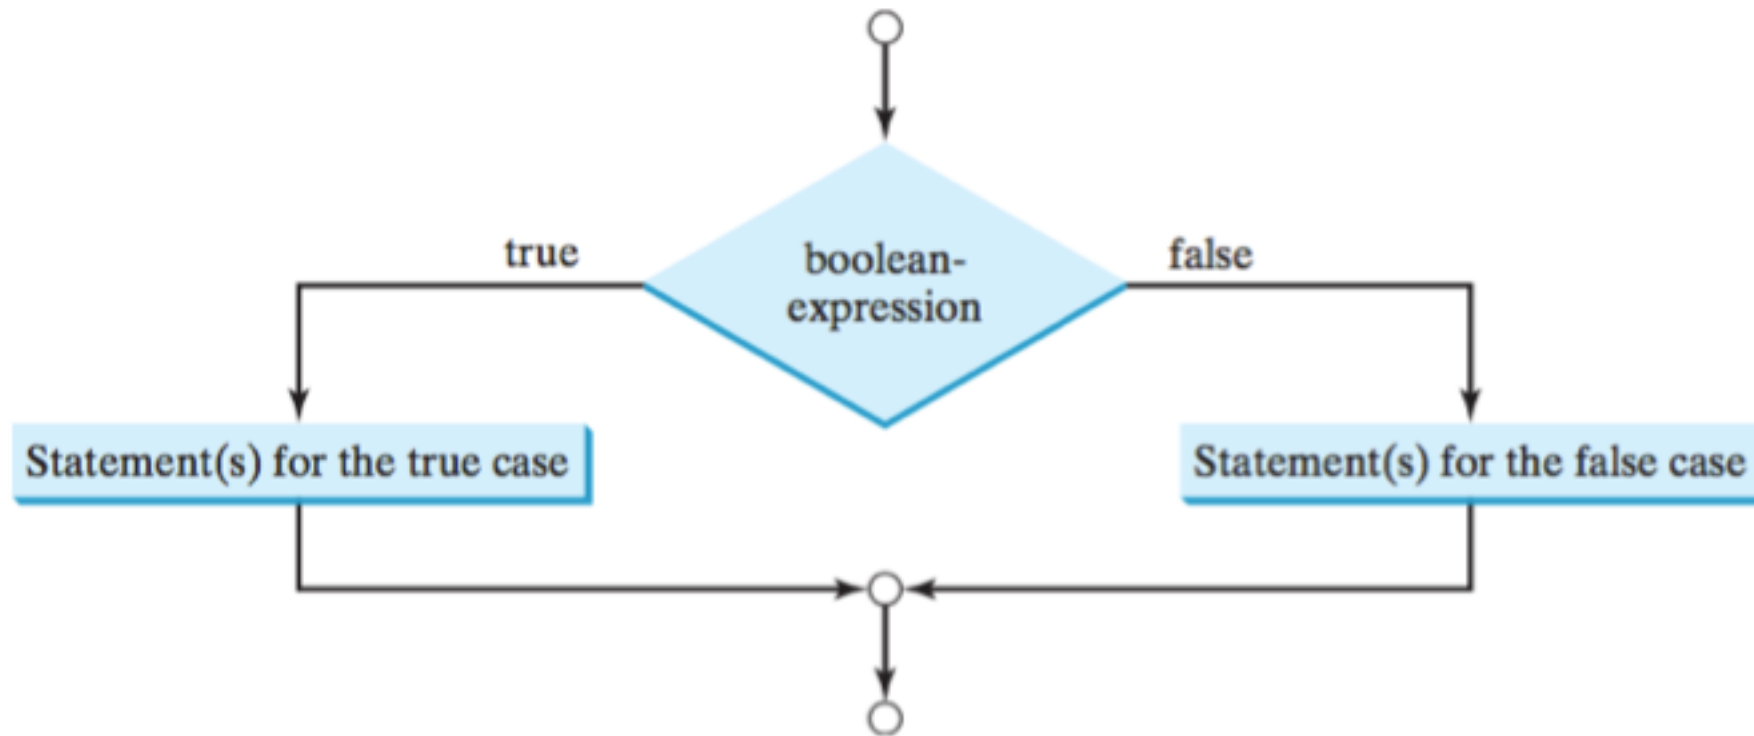 true
boolean-
expression
false
Statement(s) for the true case
Statement(s) for the false case